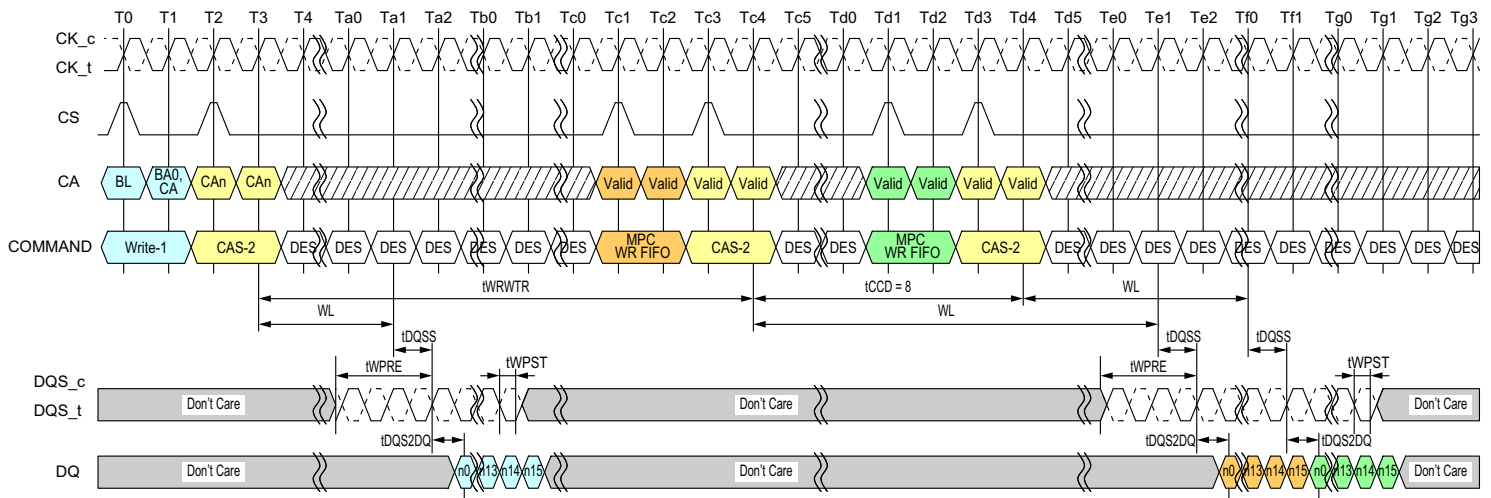 T0 T1 T2 T3 T4 Ta0 Ta1 Ta2 Tb0 Tb1 Tc0 Tc1 Tc2 Tc3 Tc4 Tc5 Td0 Td1 Td2 Td3 Td4 Td5 Te0 Te1 Te2 Tf0 Tf1 Tg0 Tg1 Tg2 Tg3
CK_c
CK_t
CS
CA BL BA0, CA CAn CAn Valid Valid Valid Valid Valid Valid Valid Valid
COMMAND Write-1 CAS-2 DES DES DES DES DES DES DES MPC WR FIFO CAS-2 DES DES MPC WR FIFO CAS-2 DES DES DES DES DES DES DES DES DES DES
tWRWTR tCCD = 8 WL
WL WL
tDQSS tDQSS tDQSS
tWPRE tWPST tWPRE tWPST
DQS_c
DQS_t Don't Care Don't Care Don't Care
tDQS2DQ tDQS2DQ tDQS2DQ
DQ Don't Care n0 n13 n14 n15 Don't Care n0 n13 n14 n15 n0 n13 n14 n15 Don't Care